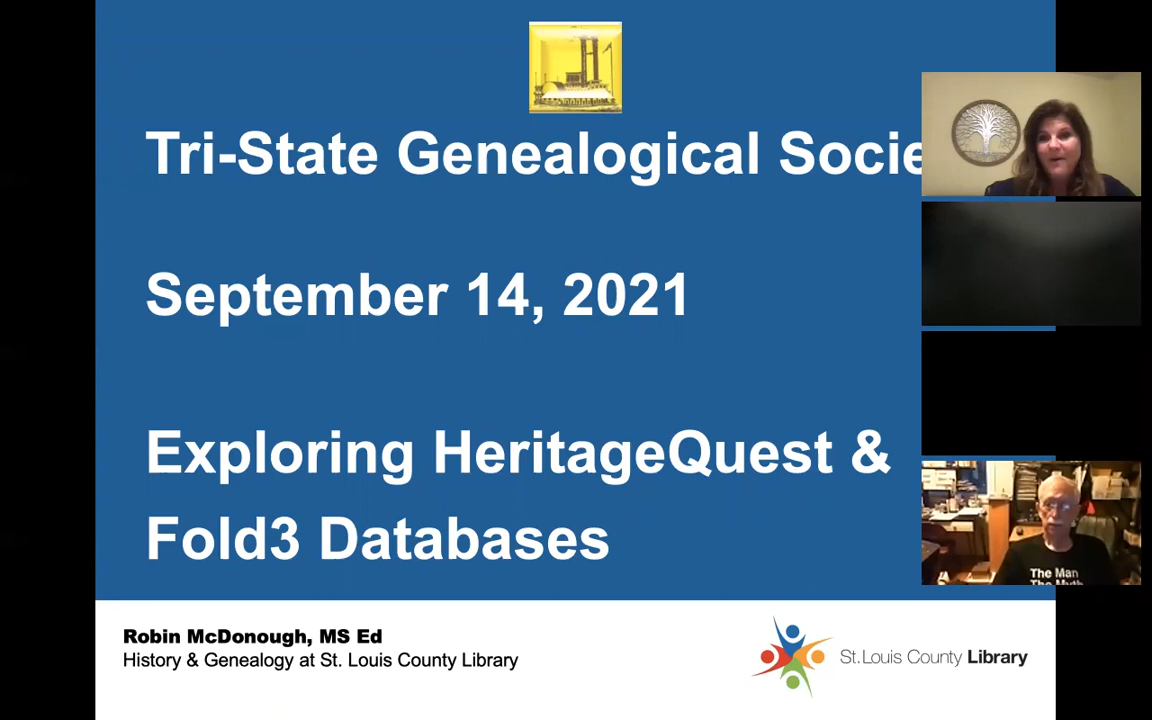 Tri-State Genealogical Socie
September 14, 2021
Exploring HeritageQuest &
Fold3 Databases
The Man
The Myth
Robin McDonough, MS Ed
History & Genealogy at St. Louis County Library
St. Louis County Library